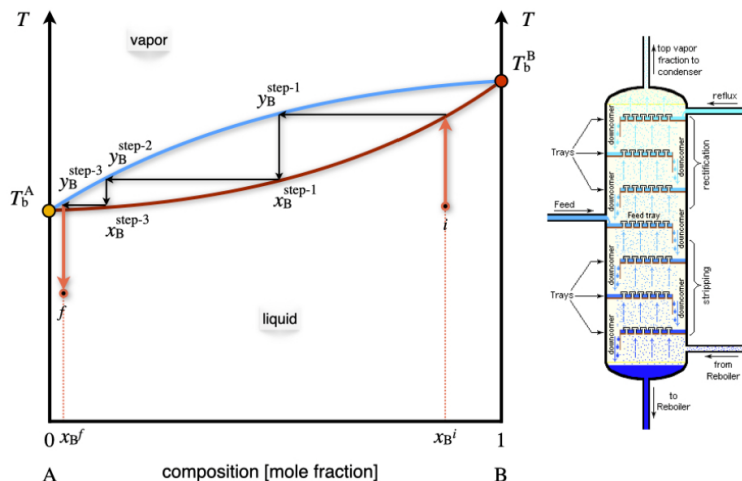 T
T
vapor
T_b^B
y_B^step-1
y_B^step-2
y_B^step-3
T_b^A
x_B^step-1
x_B^step-3
i
f
liquid
0
x_B^f
x_B^i
1
A
composition [mole fraction]
B
top vapor
fraction to
condenser
reflux
downcomer
Trays
downcomer
rectification
downcomer
Feed
Feed tray
downcomer
downcomer
Trays
downcomer
stripping
downcomer
from
Reboiler
to
Reboiler